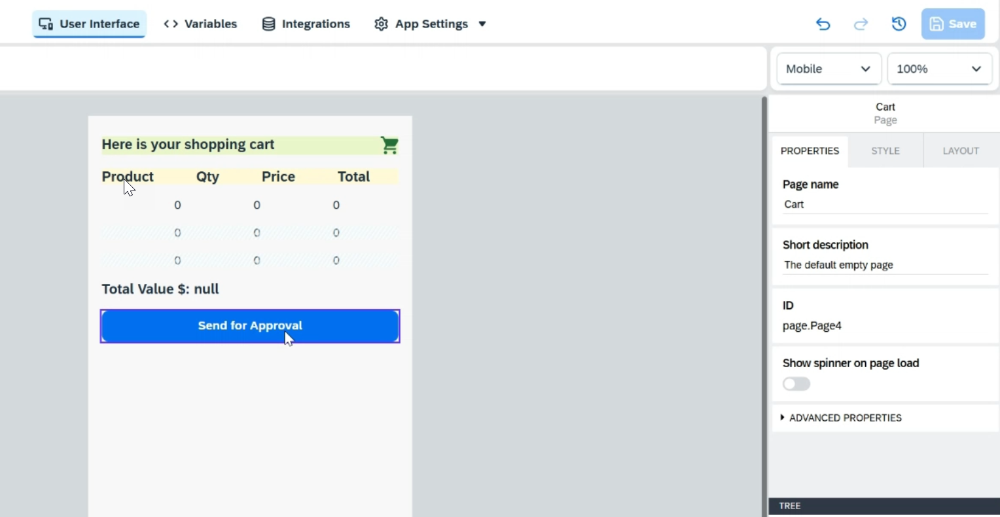 User Interface
Variables
Integrations
App Settings
Save
Mobile
100%
Cart
Page
PROPERTIES
STYLE
LAYOUT
Page name
Cart
Short description
The default empty page
ID
page.Page4
Show spinner on page load
ADVANCED PROPERTIES
TREE
Here is your shopping cart
Product Qty Price Total
0 0 0
0 0 0
0 0 0
Total Value $: null
Send for Approval